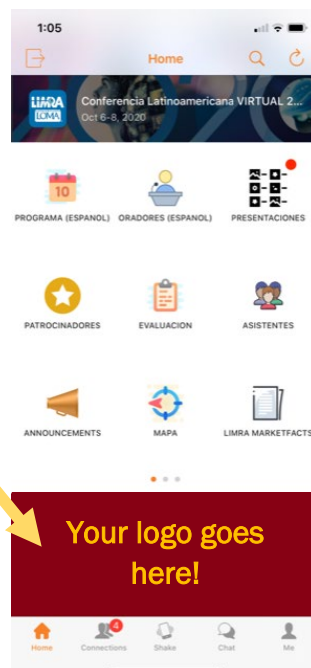 1:05
Home
LIMRA
LOMA
Conferencia Latinoamericana VIRTUAL 2...
Oct 6-8, 2020
10
PROGRAMA (ESPANOL)
ORADORES (ESPANOL)
PRESENTACIONES
PATROCINADORES
EVALUACION
ASISTENTES
ANNOUNCEMENTS
MAPA
LIMRA MARKETFACTS
Your logo goes
here!
4
Home
Connections
Shake
Chat
Me